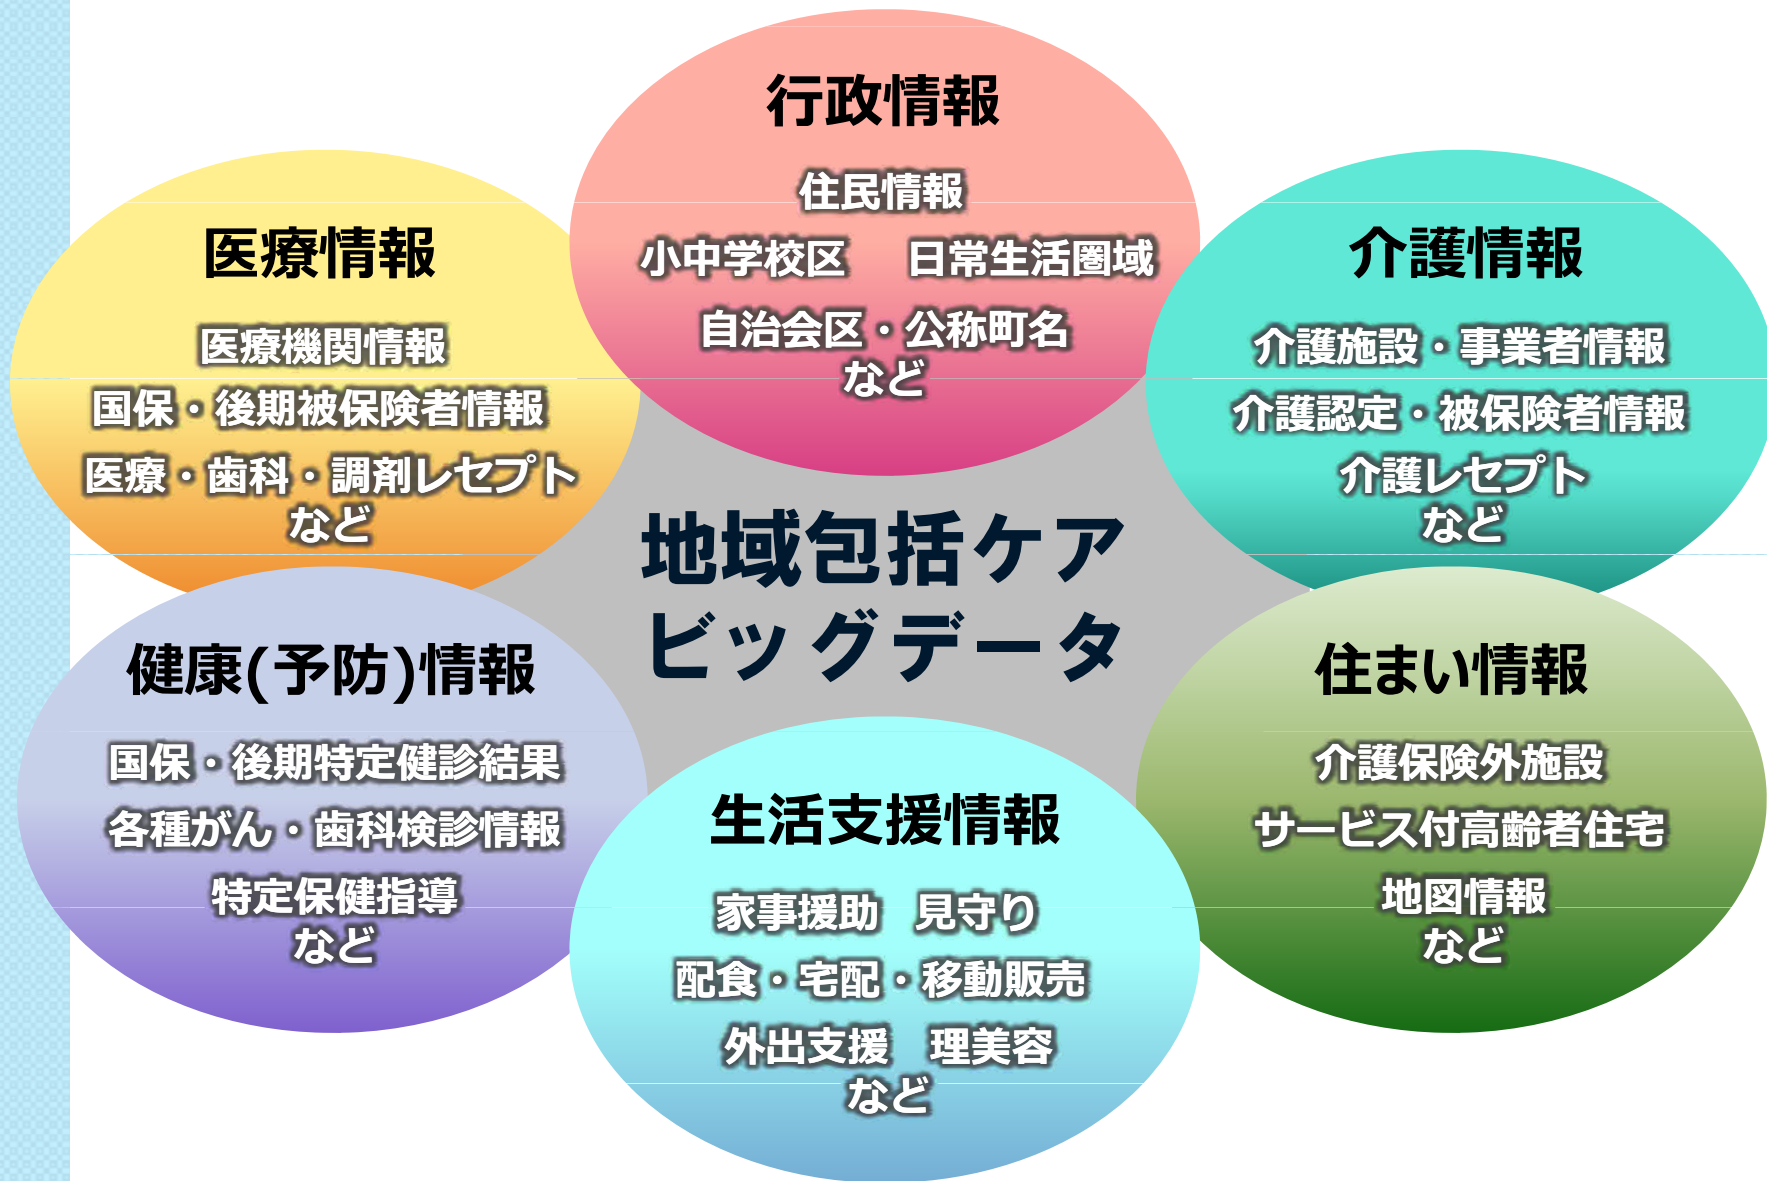 行政情報
住民情報
小中学校区 日常生活圏域
自治会区・公称町名
など
医療情報
医療機関情報
国保・後期被保険者情報
医療・歯科・調剤レセプト
など
介護情報
介護施設・事業者情報
介護認定・被保険者情報
介護レセプト
など
地域包括ケア
ビッグデータ
健康(予防)情報
国保・後期特定健診結果
各種がん・歯科検診情報
特定保健指導
など
生活支援情報
家事援助 見守り
配食・宅配・移動販売
外出支援 理美容
など
住まい情報
介護保険外施設
サービス付高齢者住宅
地図情報
など